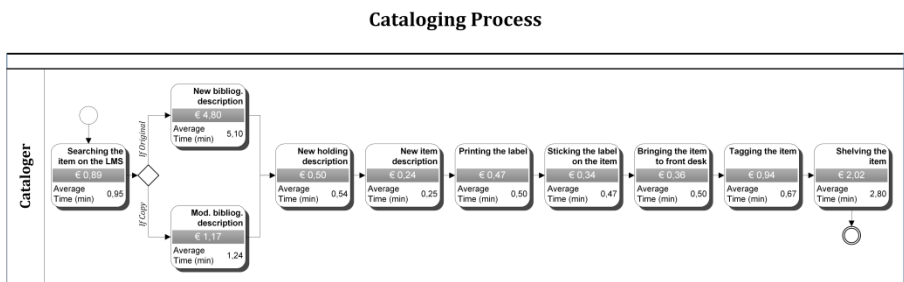 Cataloging Process
Cataloger
Searching the
item on the LMS
€ 0,89
Average
Time (min)
0,95
If Original
If Copy
New bibliog.
description
€ 4,80
Average
Time (min)
5,10
Mod. bibliog.
description
€ 1,17
Average
Time (min)
1,24
New holding
description
€ 0,50
Average
Time (min)
0,54
New item
description
€ 0,24
Average
Time (min)
0,25
Printing the label
€ 0,47
Average
Time (min)
0,50
Sticking the label
on the item
€ 0,34
Average
Time (min)
0,47
Bringing the item
to front desk
€ 0,36
Average
Time (min)
0,50
Tagging the item
€ 0,94
Average
Time (min)
0,67
Shelving the
item
€ 2,02
Average
Time (min)
2,80